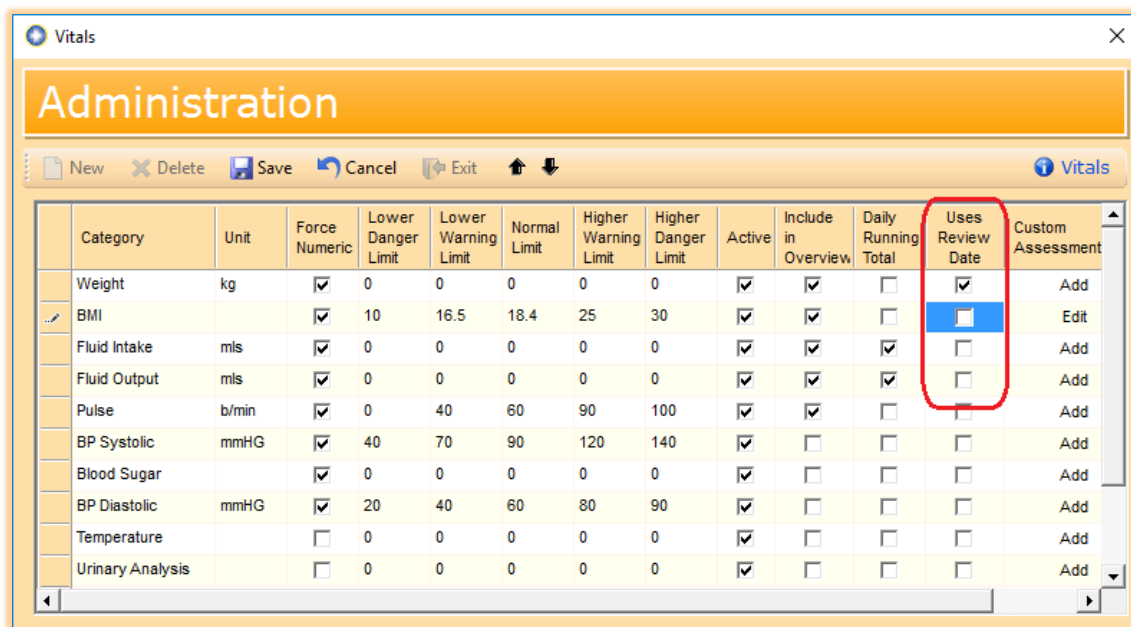 Vitals
Administration
New Delete Save Cancel Exit Vitals
Category Unit Force Numeric Lower Danger Limit Lower Warning Limit Normal Limit Higher Warning Limit Higher Danger Limit Active Include in Overview Daily Running Total Uses Review Date Custom Assessment
Weight kg 0 0 0 0 0 Add
BMI 10 16.5 18.4 25 30 Edit
Fluid Intake mls 0 0 0 0 0 Add
Fluid Output mls 0 0 0 0 0 Add
Pulse b/min 0 40 60 90 100 Add
BP Systolic mmHG 40 70 90 120 140 Add
Blood Sugar 0 0 0 0 0 Add
BP Diastolic mmHG 20 40 60 80 90 Add
Temperature 0 0 0 0 0 Add
Urinary Analysis 0 0 0 0 0 Add